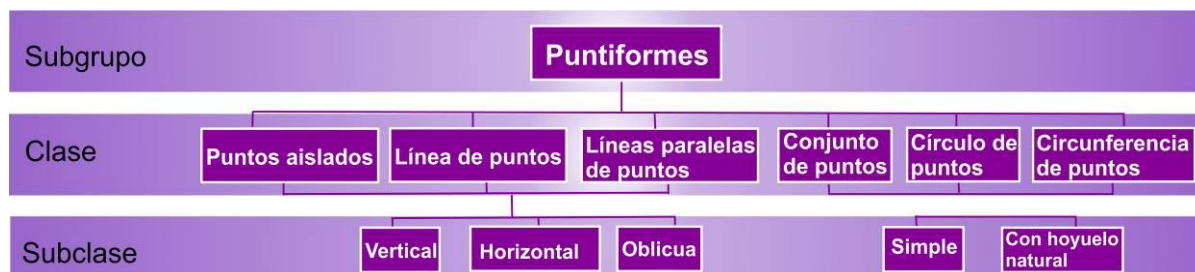 Subgrupo
Puntiformes
Clase
Puntos aislados
Línea de puntos
Líneas paralelas
de puntos
Conjunto
de puntos
Círculo de
puntos
Circunferencia
de puntos
Subclase
Vertical
Horizontal
Oblicua
Simple
Con hoyuelo
natural